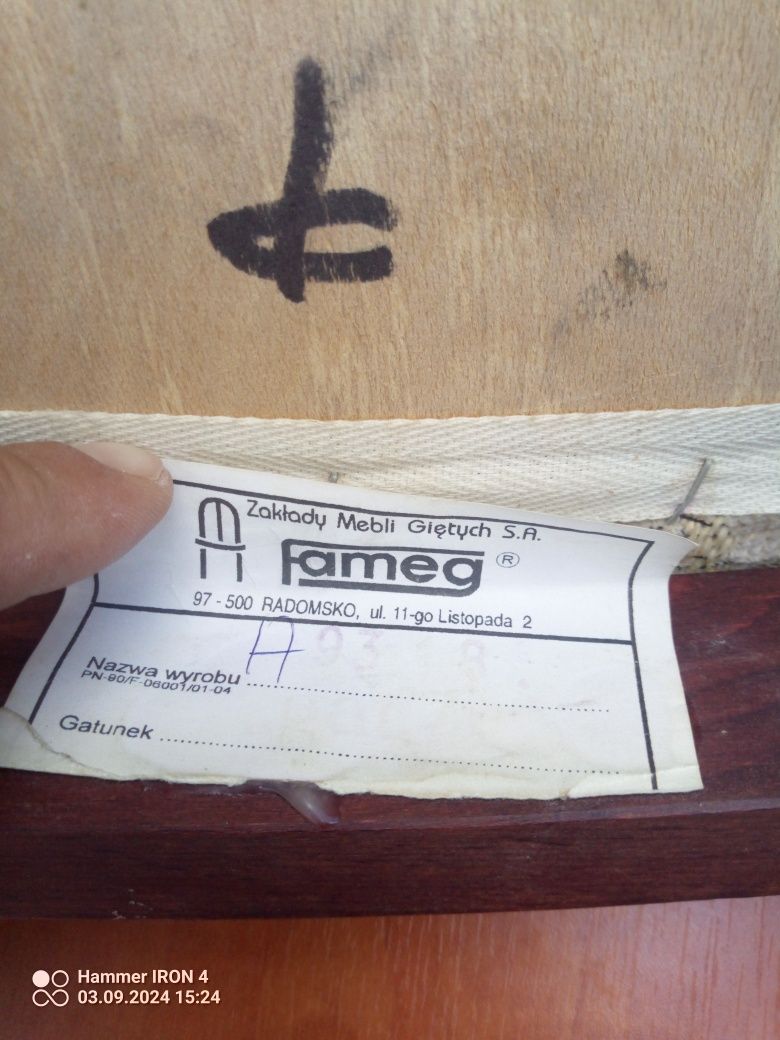 Zakłady Mebli Giętych S.A.
fameg ®
97-500 RADOMSKO, ul. 11-go Listopada 2
A
Nazwa wyrobu
PN-90/F-06001/01-04
Gatunek
Hammer IRON 4
03.09.2024 15:24